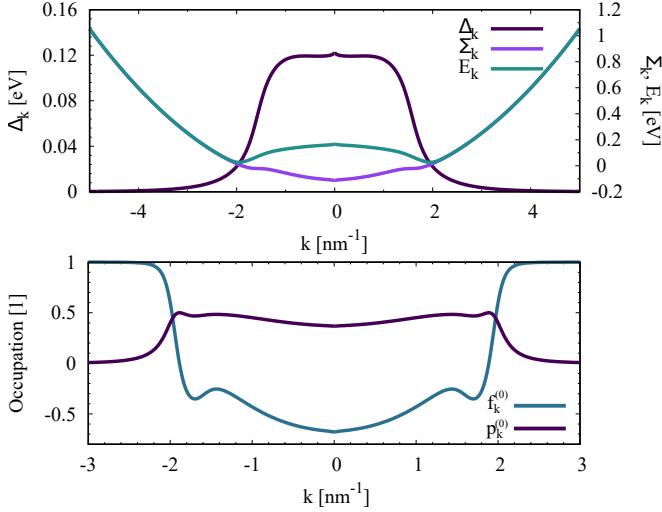 0.16
0.12
0.08
0.04
0
Δk [eV]
Δk
Σk
Ek
1.2
1
0.8
0.6
0.4
0.2
0
-0.2
Σk, Ek [eV]
-4
-2
0
2
4
k [nm-1]
1
0.5
0
-0.5
Occupation [1]
fk(0)
pk(0)
-3
-2
-1
0
1
2
3
k [nm-1]